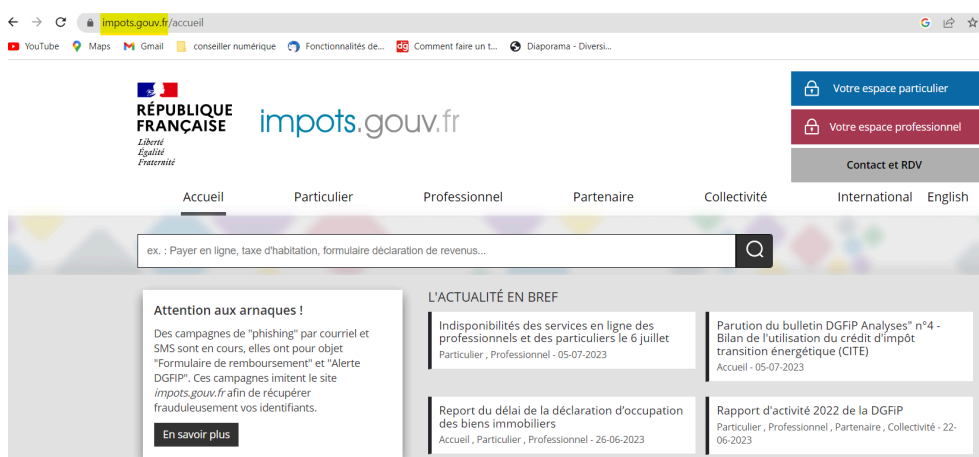 impots.gouv.fr/accueil
YouTube Maps Gmail conseiller numérique Fonctionnalités de... dg Comment faire un t... Diaporama - Diversi...
RÉPUBLIQUE
FRANÇAISE
Liberté
Égalité
Fraternité
impots.gouv.fr
Votre espace particulier
Votre espace professionnel
Contact et RDV
Accueil Particulier Professionnel Partenaire Collectivité International English
ex. : Payer en ligne, taxe d'habitation, formulaire déclaration de revenus...
Attention aux arnaques !
Des campagnes de "phishing" par courriel et
SMS sont en cours, elles ont pour objet
"Formulaire de remboursement" et "Alerte
DGFIP". Ces campagnes imitent le site
impots.gouv.fr afin de récupérer
frauduleusement vos identifiants.
En savoir plus
L'ACTUALITÉ EN BREF
Indisponibilités des services en ligne des
professionnels et des particuliers le 6 juillet
Particulier , Professionnel - 05-07-2023
Parution du bulletin DGFiP Analyses" n°4 -
Bilan de l'utilisation du crédit d'impôt
transition énergétique (CITE)
Accueil - 05-07-2023
Report du délai de la déclaration d'occupation
des biens immobiliers
Accueil , Particulier , Professionnel - 26-06-2023
Rapport d'activité 2022 de la DGFiP
Particulier , Professionnel , Partenaire , Collectivité - 22-
06-2023